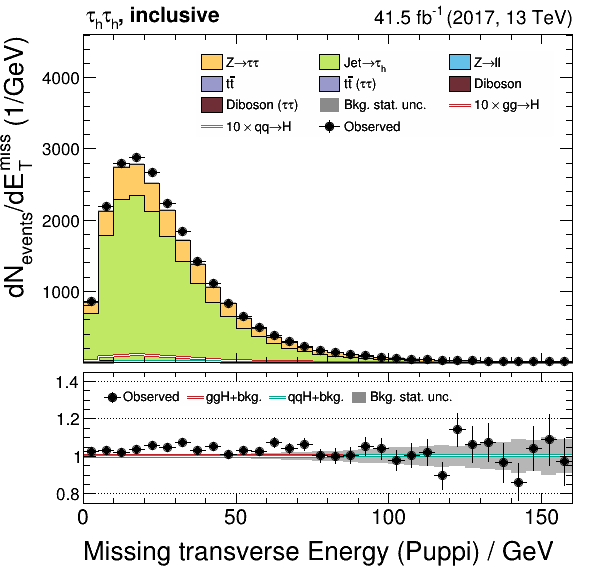 τhτh, inclusive 41.5 fb⁻¹ (2017, 13 TeV)
dN_events/dE_T^miss (1/GeV)
4000
3000
2000
1000
Z→ττ Jet→τh Z→ll
tt̄ tt̄ (ττ) Diboson
Diboson (ττ) Bkg. stat. unc. 10 × gg→H
10 × qq→H Observed
1.4
1.2
1
0.8
Observed ggH+bkg. qqH+bkg. Bkg. stat. unc.
0 50 100 150
Missing transverse Energy (Puppi) / GeV